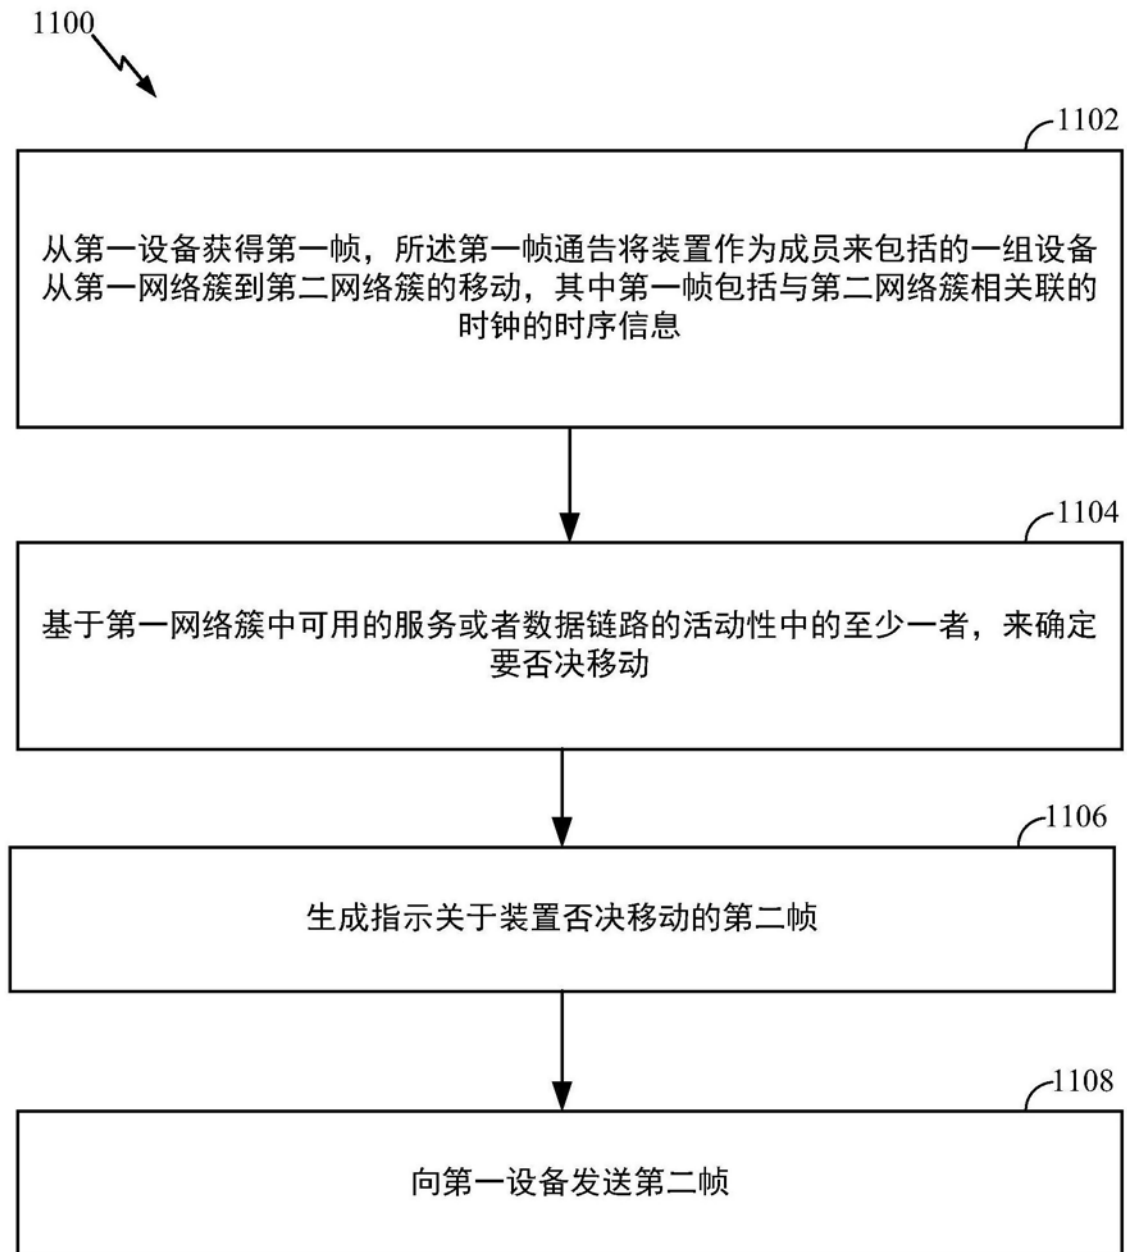 1100
1102
从第一设备获得第一帧，所述第一帧通告将装置作为成员来包括的一组设备
从第一网络簇到第二网络簇的移动，其中第一帧包括与第二网络簇相关联的
时钟的时序信息
1104
基于第一网络簇中可用的服务或者数据链路的活动性中的至少一者，来确定
要否决移动
1106
生成指示关于装置否决移动的第二帧
1108
向第一设备发送第二帧